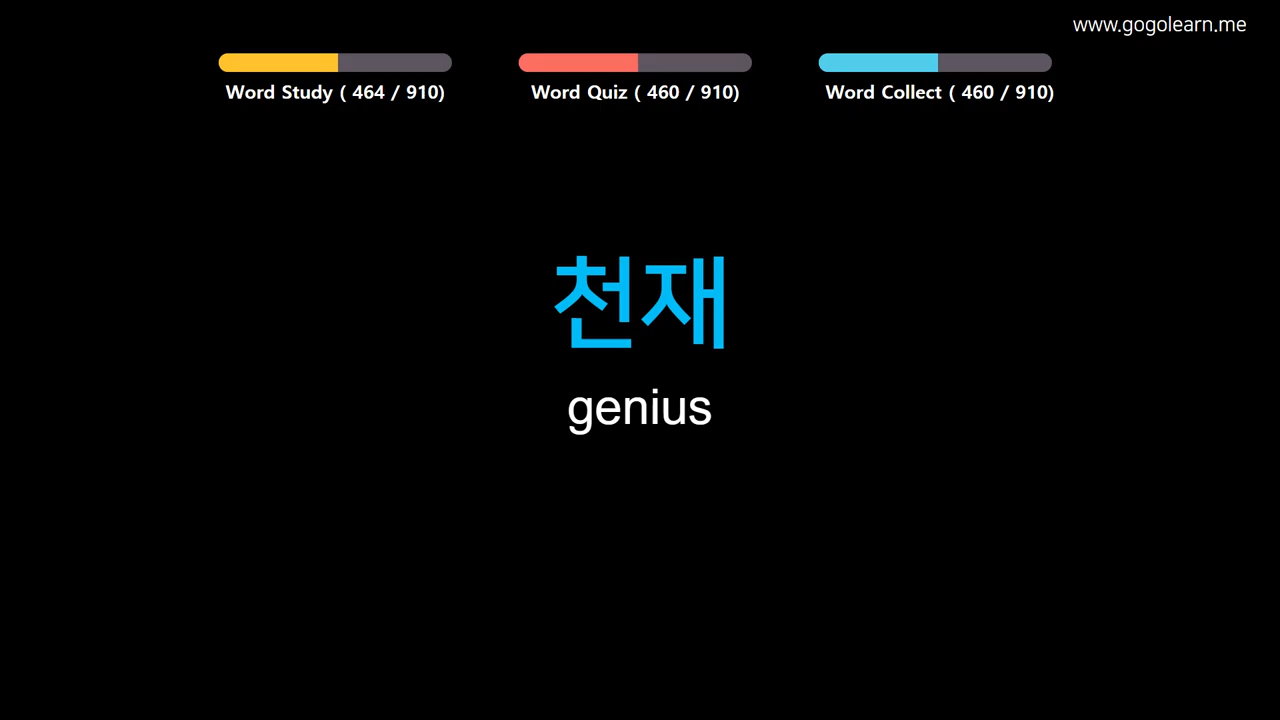 www.gogolearn.me
Word Study ( 464 / 910)
Word Quiz ( 460 / 910)
Word Collect ( 460 / 910)
천재
genius